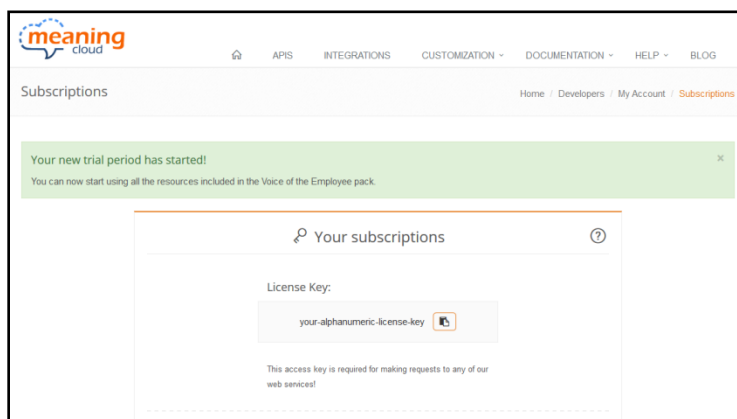 meaning
cloud
APIS INTEGRATIONS CUSTOMIZATION DOCUMENTATION HELP BLOG
Subscriptions
Home / Developers / My Account / Subscriptions
Your new trial period has started! ×
You can now start using all the resources included in the Voice of the Employee pack.
Your subscriptions ?
License Key:
your-alphanumeric-license-key
This access key is required for making requests to any of our
web services!